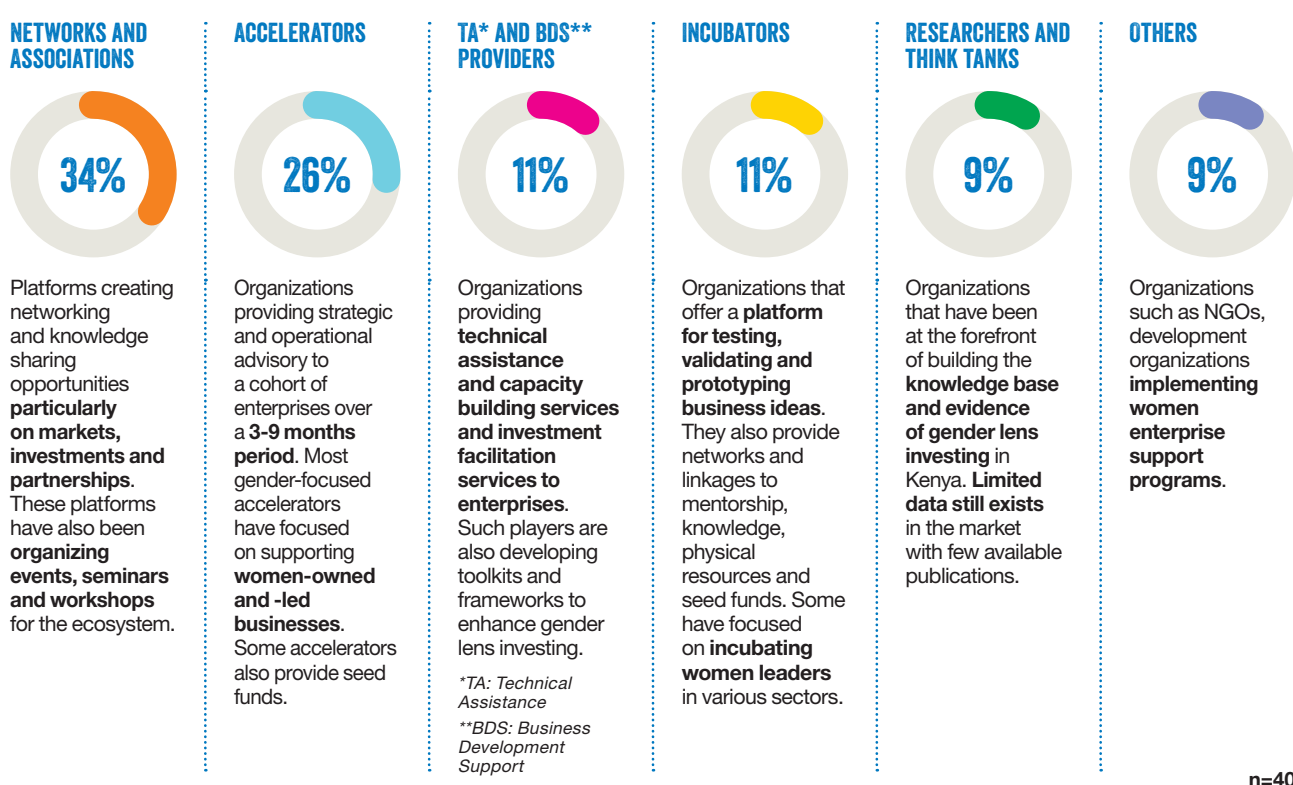 NETWORKS AND
ASSOCIATIONS
34%
Platforms creating
networking
and knowledge
sharing
opportunities
particularly
on markets,
investments and
partnerships.
These platforms
have also been
organizing
events, seminars
and workshops
for the ecosystem.
ACCELERATORS
26%
Organizations
providing strategic
and operational
advisory to
a cohort of
enterprises over
a 3-9 months
period. Most
gender-focused
accelerators
have focused
on supporting
women-owned
and -led
businesses.
Some accelerators
also provide seed
funds.
TA* AND BDS**
PROVIDERS
11%
Organizations
providing
technical
assistance
and capacity
building services
and investment
facilitation
services to
enterprises.
Such players are
also developing
toolkits and
frameworks to
enhance gender
lens investing.
*TA: Technical
Assistance
**BDS: Business
Development
Support
INCUBATORS
11%
Organizations that
offer a platform
for testing,
validating and
prototyping
business ideas.
They also provide
networks and
linkages to
mentorship,
knowledge,
physical
resources and
seed funds. Some
have focused
on incubating
women leaders
in various sectors.
RESEARCHERS AND
THINK TANKS
9%
Organizations
that have been
at the forefront
of building the
knowledge base
and evidence
of gender lens
investing in
Kenya. Limited
data still exists
in the market
with few available
publications.
OTHERS
9%
Organizations
such as NGOs,
development
organizations
implementing
women
enterprise
support
programs.
n=40